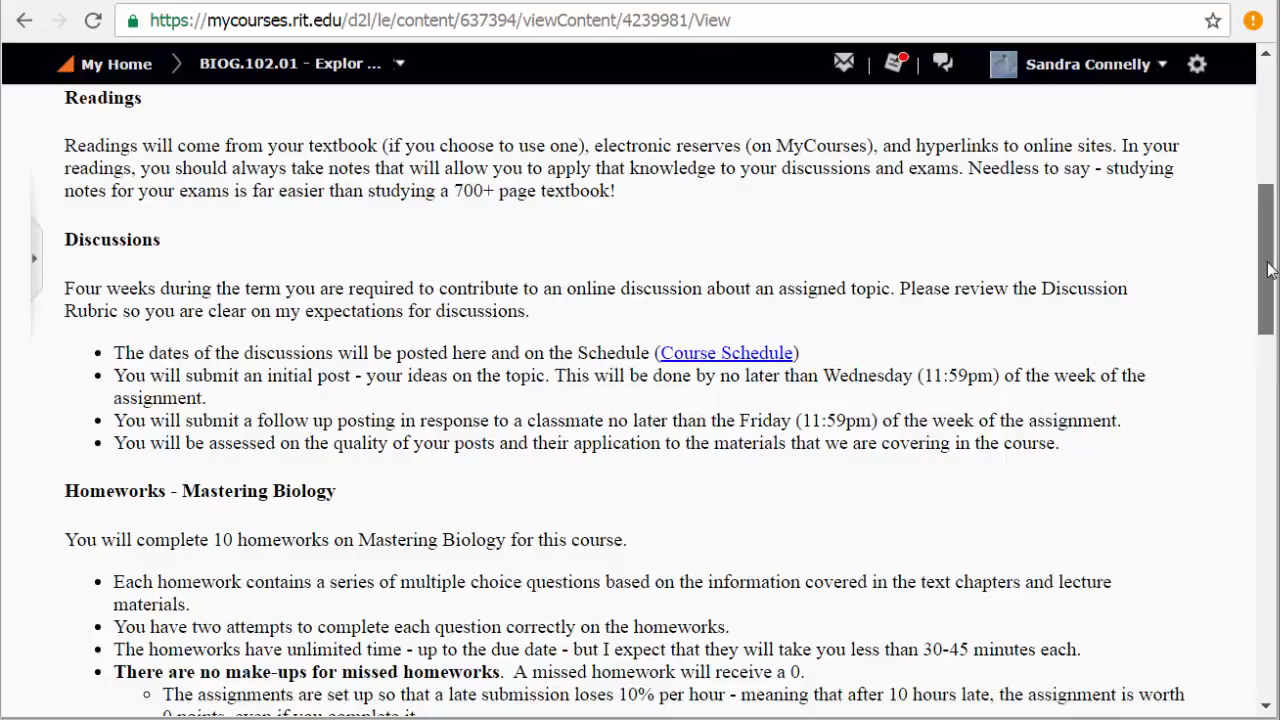 https://mycourses.rit.edu/d2l/le/content/637394/viewContent/4239981/View
My Home BIOG.102.01 - Explor ... Sandra Connelly
Readings
Readings will come from your textbook (if you choose to use one), electronic reserves (on MyCourses), and hyperlinks to online sites. In your
readings, you should always take notes that will allow you to apply that knowledge to your discussions and exams. Needless to say - studying
notes for your exams is far easier than studying a 700+ page textbook!
Discussions
Four weeks during the term you are required to contribute to an online discussion about an assigned topic. Please review the Discussion
Rubric so you are clear on my expectations for discussions.
• The dates of the discussions will be posted here and on the Schedule (Course Schedule)
• You will submit an initial post - your ideas on the topic. This will be done by no later than Wednesday (11:59pm) of the week of the
assignment.
• You will submit a follow up posting in response to a classmate no later than the Friday (11:59pm) of the week of the assignment.
• You will be assessed on the quality of your posts and their application to the materials that we are covering in the course.
Homeworks - Mastering Biology
You will complete 10 homeworks on Mastering Biology for this course.
• Each homework contains a series of multiple choice questions based on the information covered in the text chapters and lecture
materials.
• You have two attempts to complete each question correctly on the homeworks.
• The homeworks have unlimited time - up to the due date - but I expect that they will take you less than 30-45 minutes each.
• There are no make-ups for missed homeworks. A missed homework will receive a 0.
◦ The assignments are set up so that a late submission loses 10% per hour - meaning that after 10 hours late, the assignment is worth
0 points, even if you complete it.